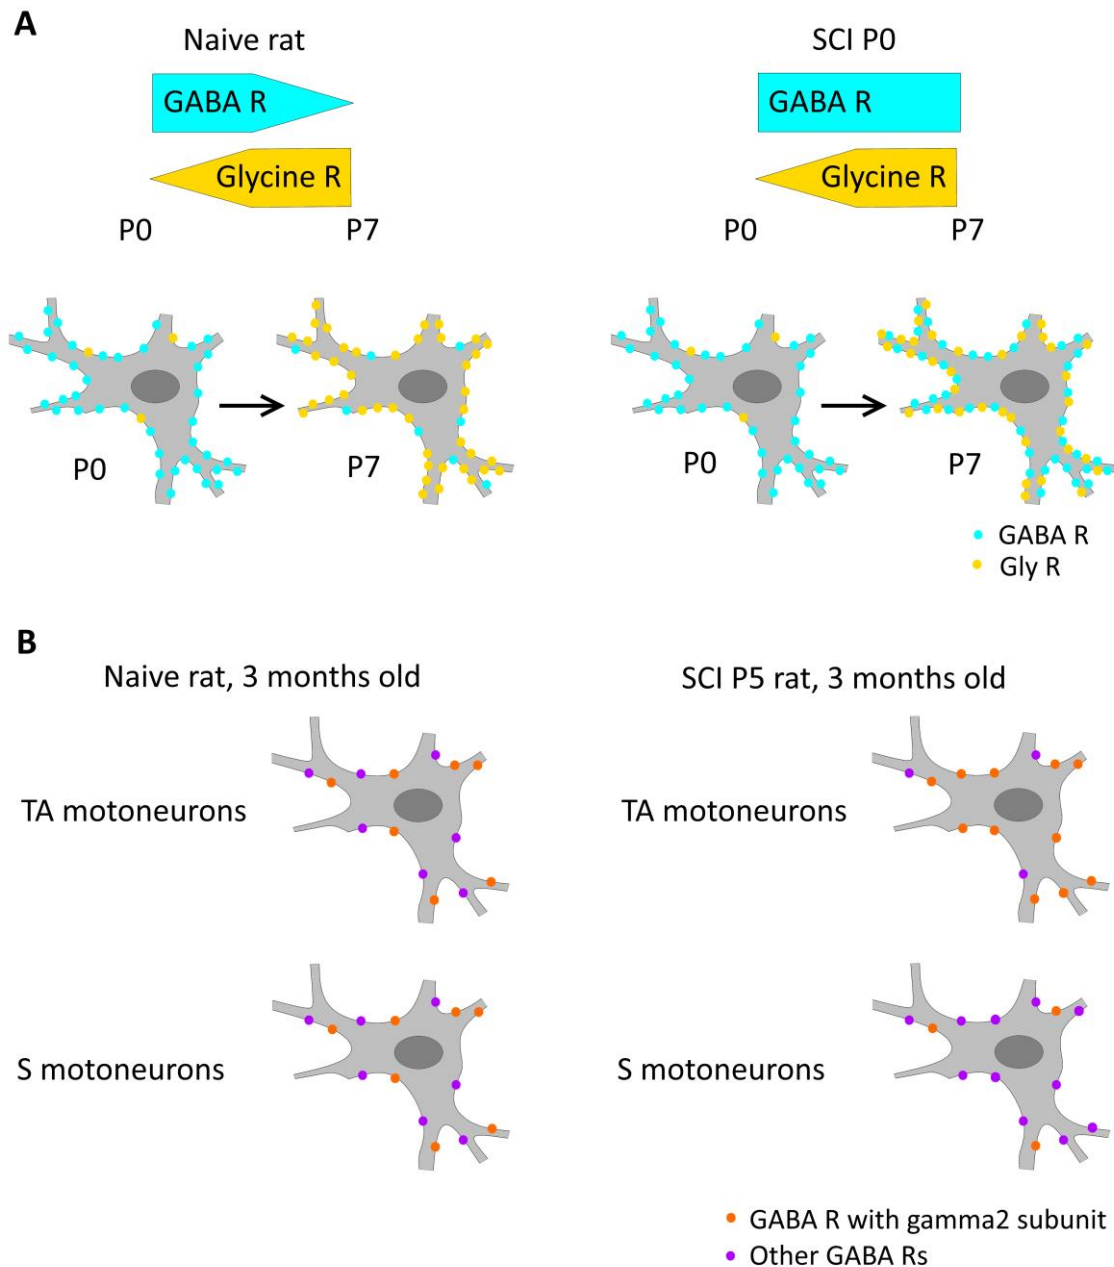 A
Naive rat
SCI P0
GABA R
GABA R
Glycine R
Glycine R
P0
P7
P0
P7
P0
P7
P0
P7
GABA R
Gly R
B
Naive rat, 3 months old
SCI P5 rat, 3 months old
TA motoneurons
TA motoneurons
S motoneurons
S motoneurons
GABA R with gamma2 subunit
Other GABA Rs